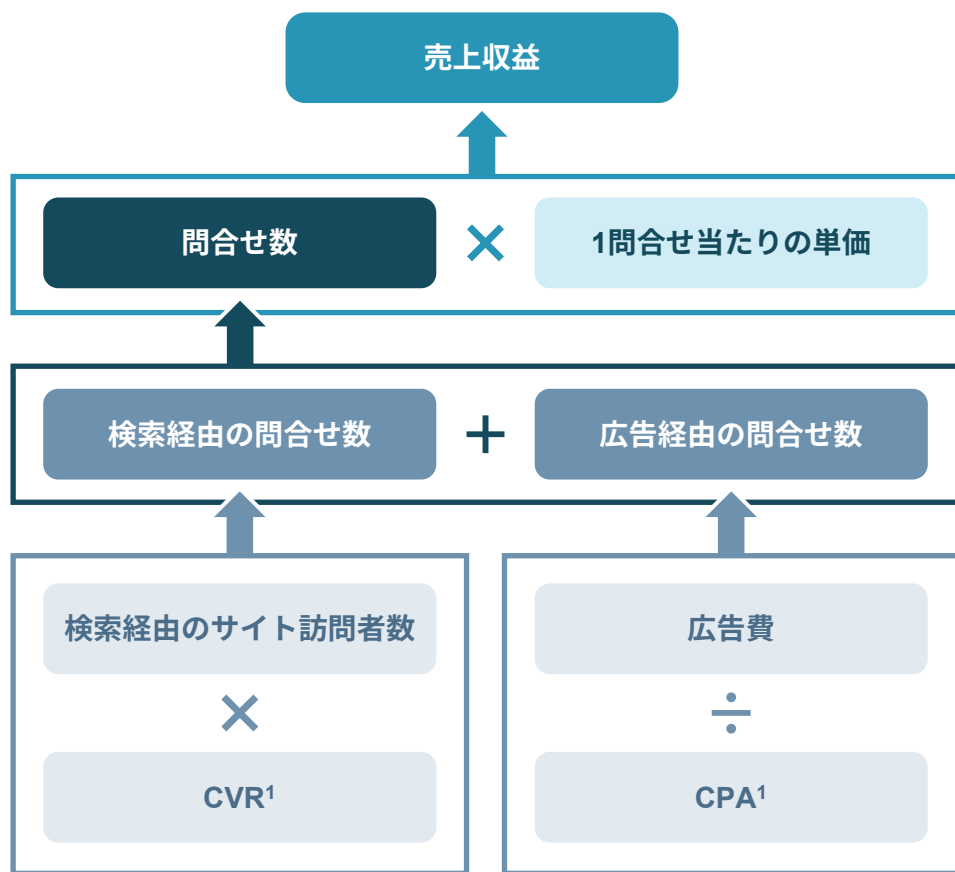 売上収益
問合せ数 × 1問合せ当たりの単価
検索経由の問合せ数 + 広告経由の問合せ数
検索経由のサイト訪問者数
×
CVR¹
広告費
÷
CPA¹